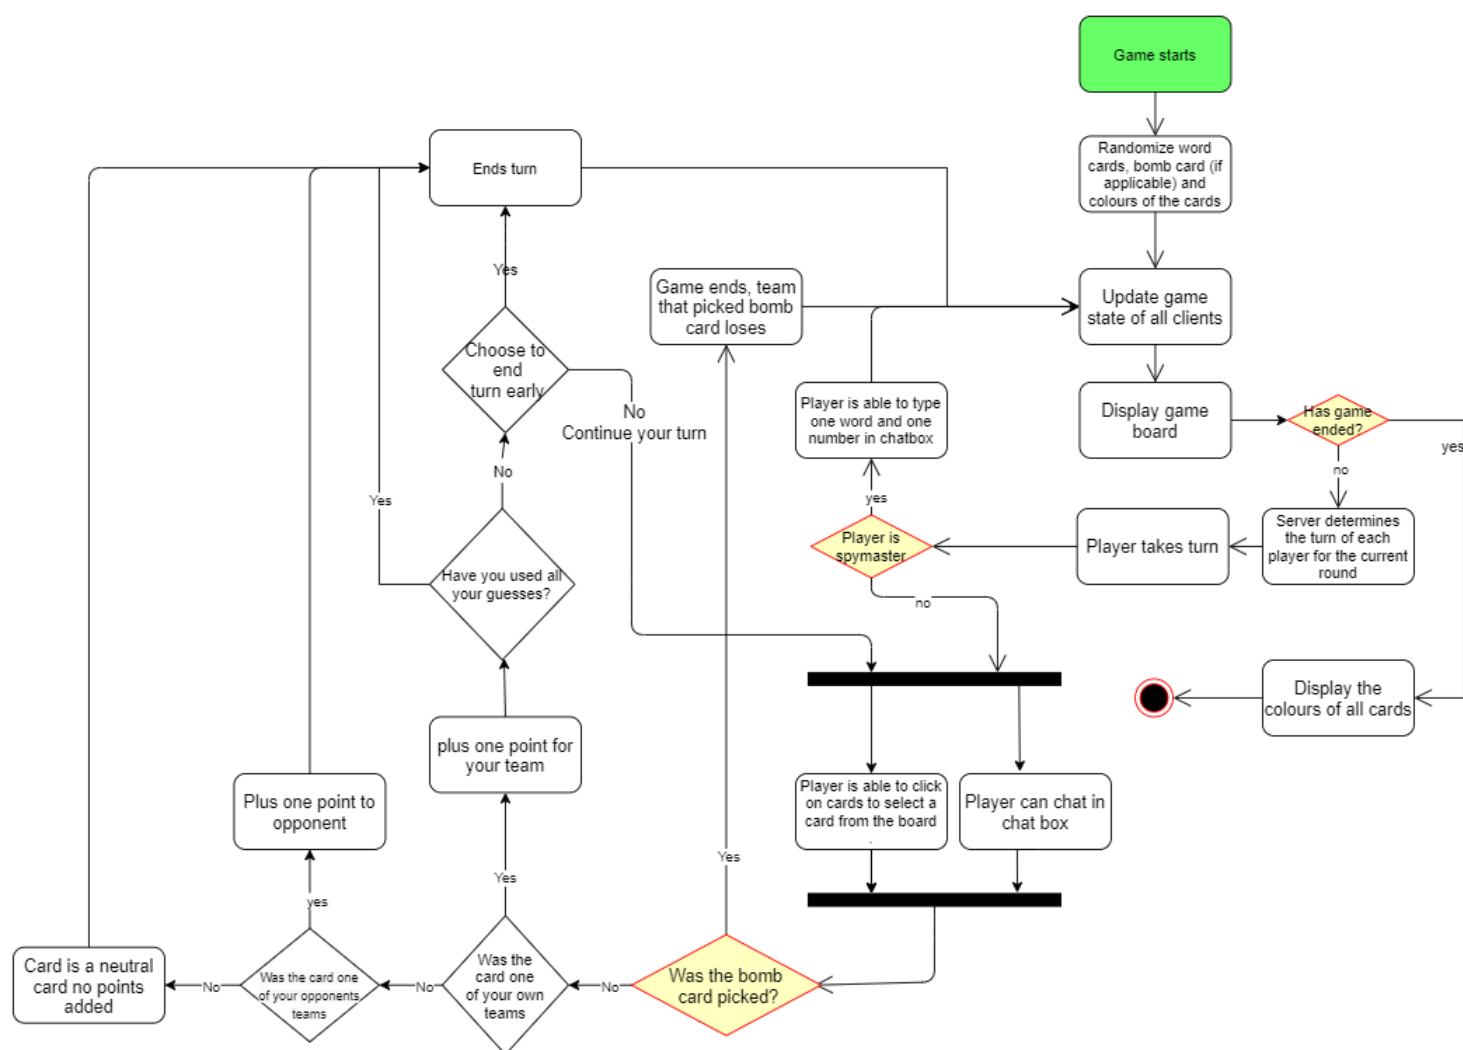 Game starts
Randomize word
cards, bomb card (if
applicable) and
colours of the cards
Ends turn
Yes
Game ends, team
that picked bomb
card loses
Update game
state of all clients
Choose to
end
turn early
No
Continue your turn
Player is able to type
one word and one
number in chatbox
Display game
board
Has game
ended?
yes
no
No
Yes
yes
Have you used all
your guesses?
Player is
spymaster
Player takes turn
Server determines
the turn of each
player for the current
round
no
Display the
colours of all cards
plus one point for
your team
Plus one point to
opponent
Player is able to click
on cards to select a
card from the board
.
Player can chat in
chat box
Yes
Yes
yes
Card is a neutral
card no points
added
No
Was the card one
of your opponents
teams
No
Was the
card one
of your own
teams
No
Was the bomb
card picked?